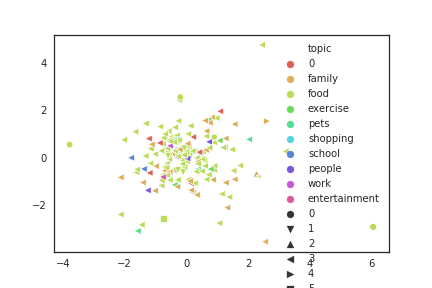 topic
0
family
food
exercise
pets
shopping
school
people
work
entertainment
0
1
2
3
4
4
2
0
−2
−4 −2 0 2 4 6